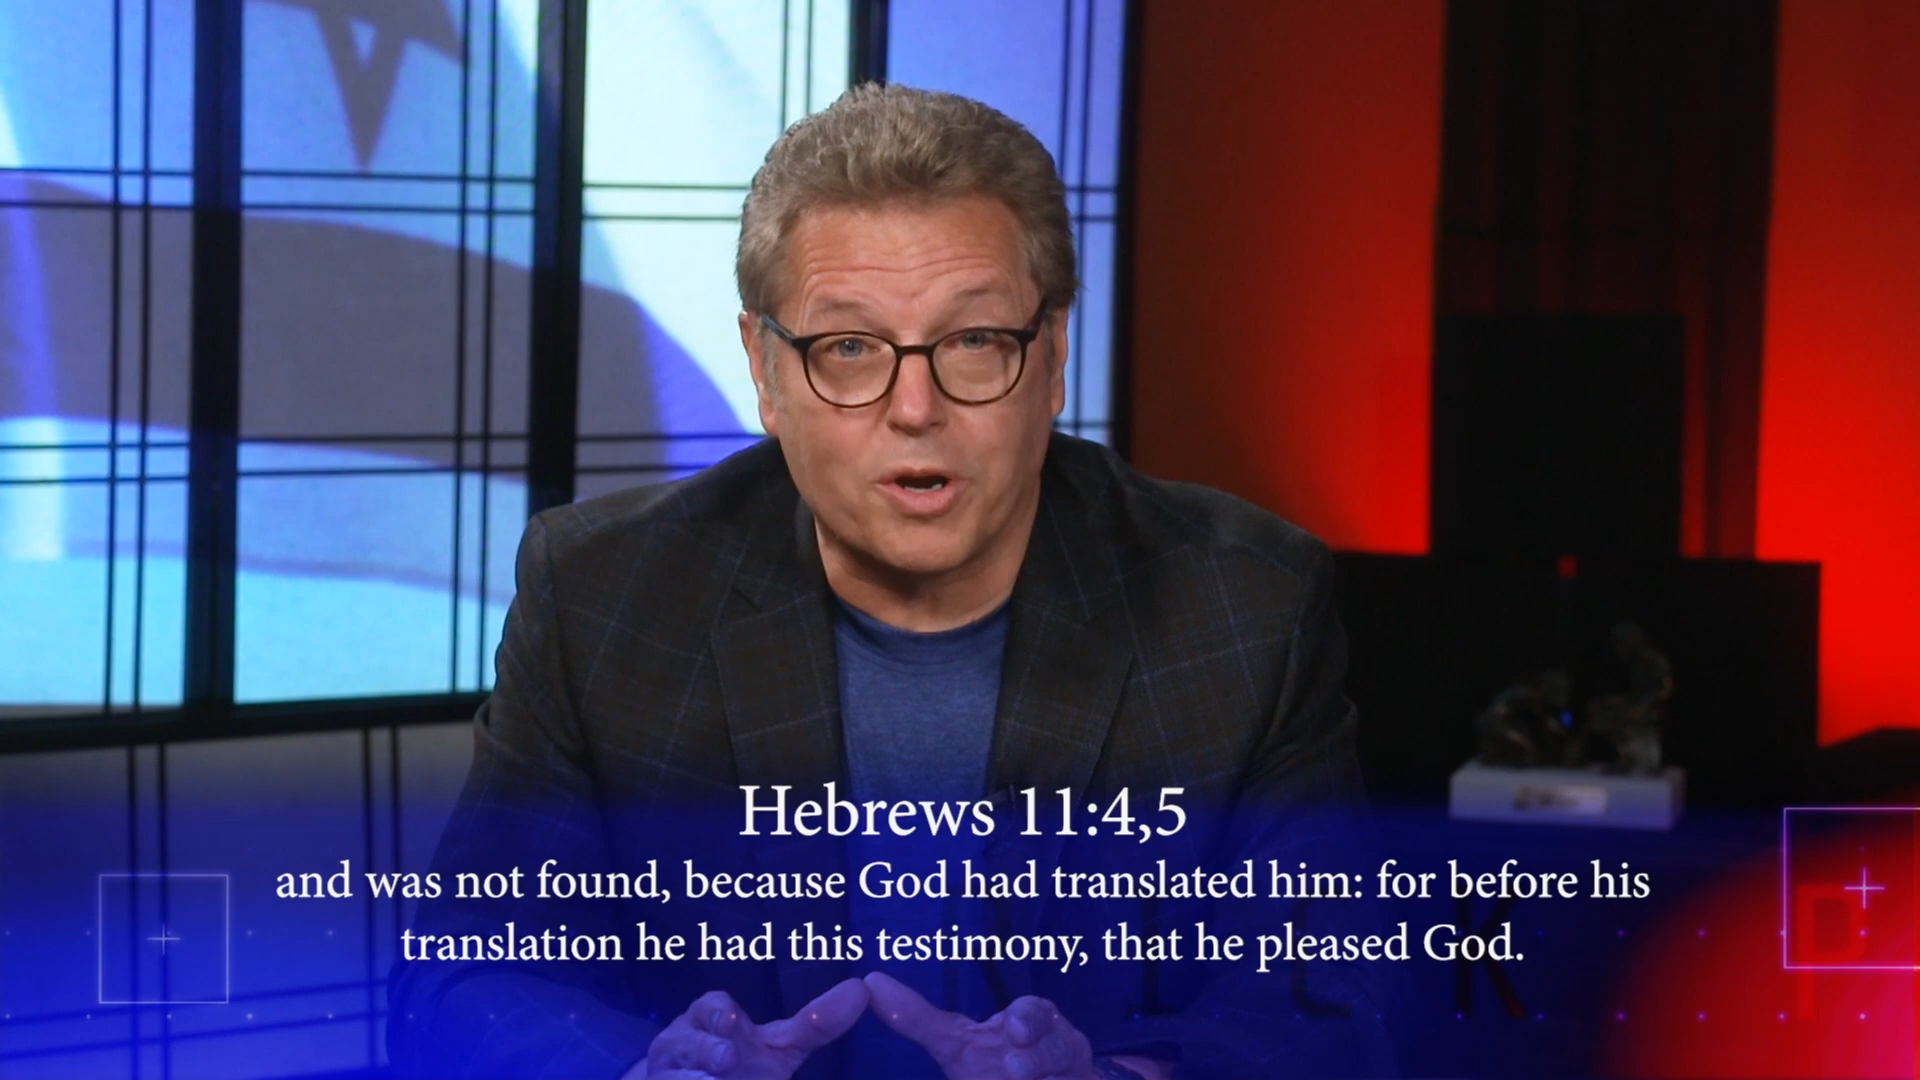 Hebrews 11:4,5
and was not found, because God had translated him: for before his
translation he had this testimony, that he pleased God.